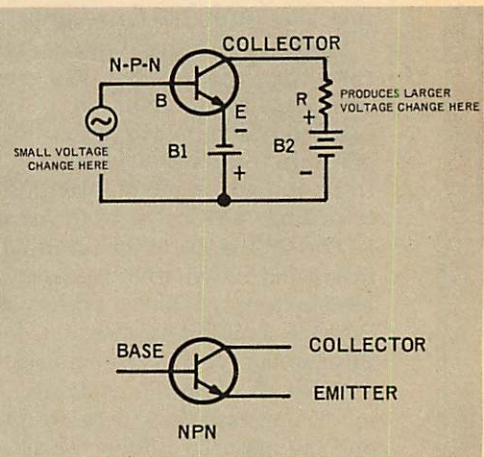 COLLECTOR
N-P-N
B
E
R
+
PRODUCES LARGER
VOLTAGE CHANGE HERE
SMALL VOLTAGE
CHANGE HERE
B1
-
+
B2
-
BASE
COLLECTOR
EMITTER
NPN